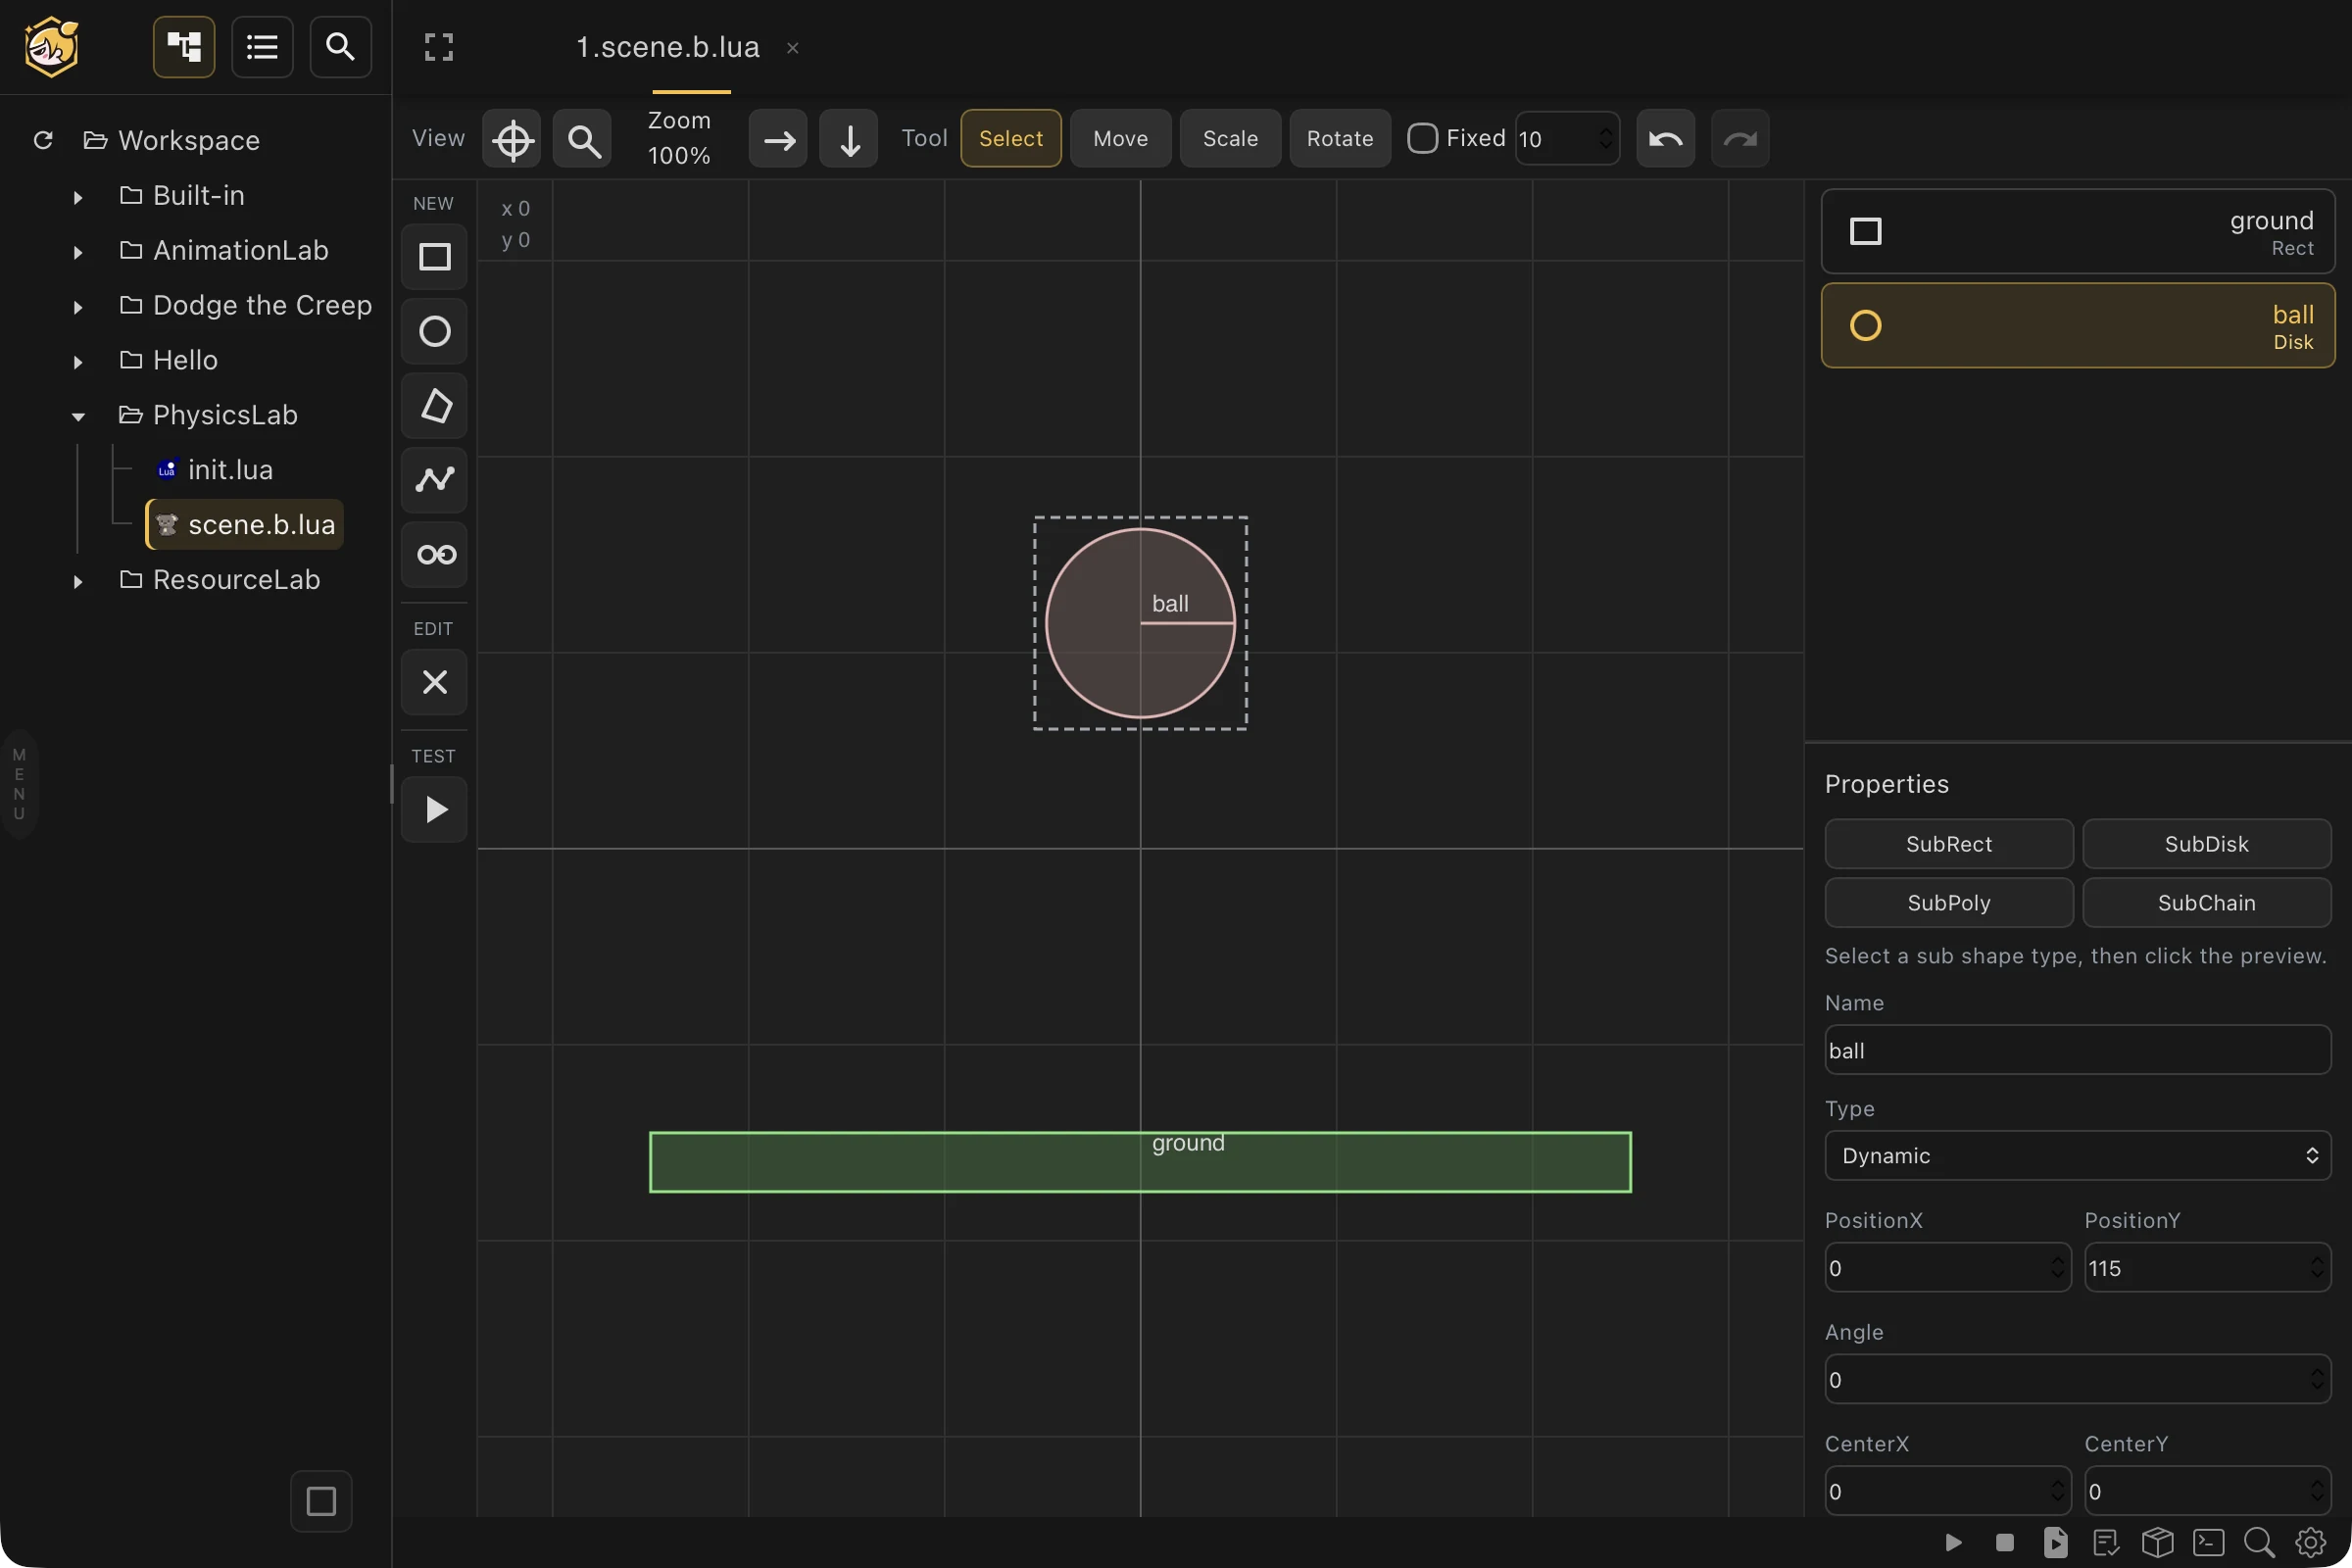 1.scene.b.lua
Workspace
Built-in
AnimationLab
Dodge the Creep
Hello
PhysicsLab
Lua
init.lua
scene.b.lua
ResourceLab
MENU
View
Zoom
100%
Tool
Select
Move
Scale
Rotate
Fixed
10
NEW
EDIT
TEST
x 0
y 0
ball
ground
ground
Rect
ball
Disk
Properties
SubRect
SubDisk
SubPoly
SubChain
Select a sub shape type, then click the preview.
Name
ball
Type
Dynamic
PositionX
PositionY
0
115
Angle
0
CenterX
CenterY
0
0